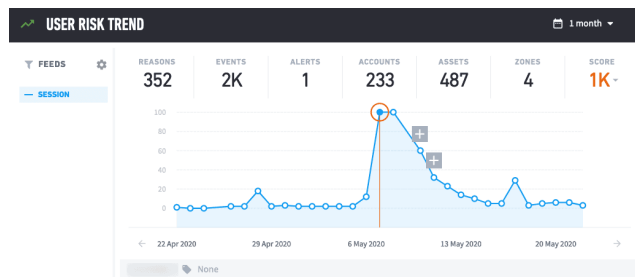 USER RISK TREND
1 month
FEEDS
SESSION
REASONS EVENTS ALERTS ACCOUNTS ASSETS ZONES SCORE
352 2K 1 233 487 4 1K
100
80
60
40
20
0
22 Apr 2020 29 Apr 2020 6 May 2020 13 May 2020 20 May 2020
None